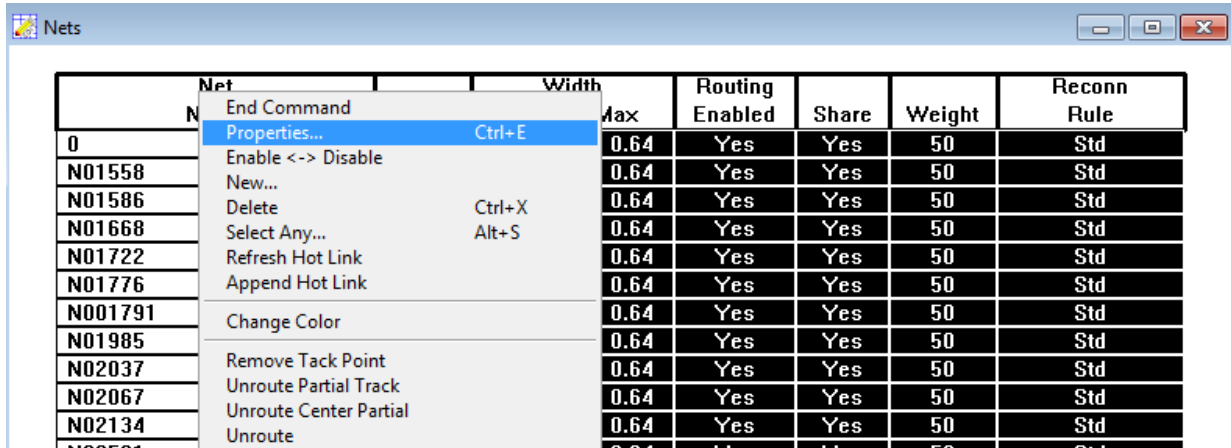 Nets
Net Width Routing Reconn
Max Enabled Share Weight Rule
End Command
Properties... Ctrl+E
Enable <-> Disable
New...
Delete Ctrl+X
Select Any... Alt+S
Refresh Hot Link
Append Hot Link
Change Color
Remove Tack Point
Unroute Partial Track
Unroute Center Partial
Unroute
0 0.64 Yes Yes 50 Std
N01558 0.64 Yes Yes 50 Std
N01586 0.64 Yes Yes 50 Std
N01668 0.64 Yes Yes 50 Std
N01722 0.64 Yes Yes 50 Std
N01776 0.64 Yes Yes 50 Std
N001791 0.64 Yes Yes 50 Std
N01985 0.64 Yes Yes 50 Std
N02037 0.64 Yes Yes 50 Std
N02067 0.64 Yes Yes 50 Std
N02134 0.64 Yes Yes 50 Std